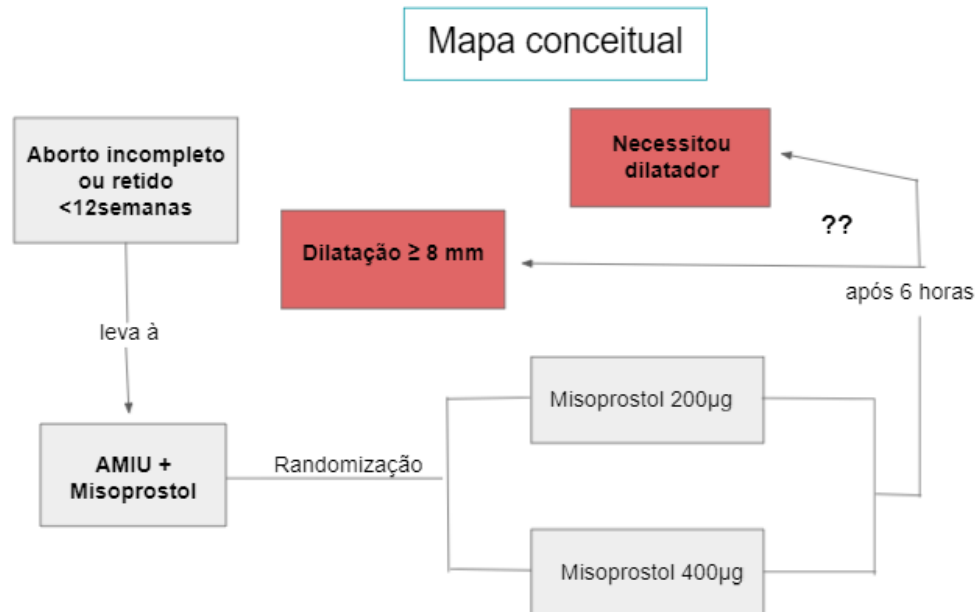 Mapa conceitual
Aborto incompleto
ou retido
<12semanas
Necessitou
dilatador
??
Dilatação ≥ 8 mm
após 6 horas
leva à
Misoprostol 200µg
AMIU +
Misoprostol
Randomização
Misoprostol 400µg